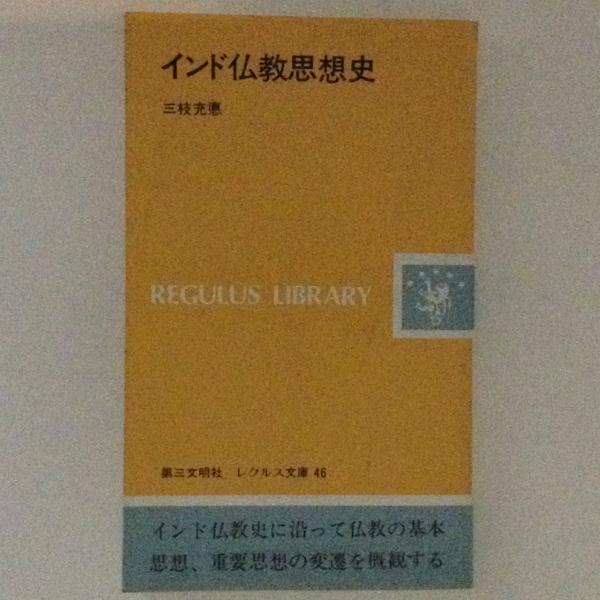 インド仏教思想史
三枝充悳
REGULUS LIBRARY
第三文明社 レグルス文庫 46
インド仏教史に沿って仏教の基本
思想、重要思想の変遷を概観する